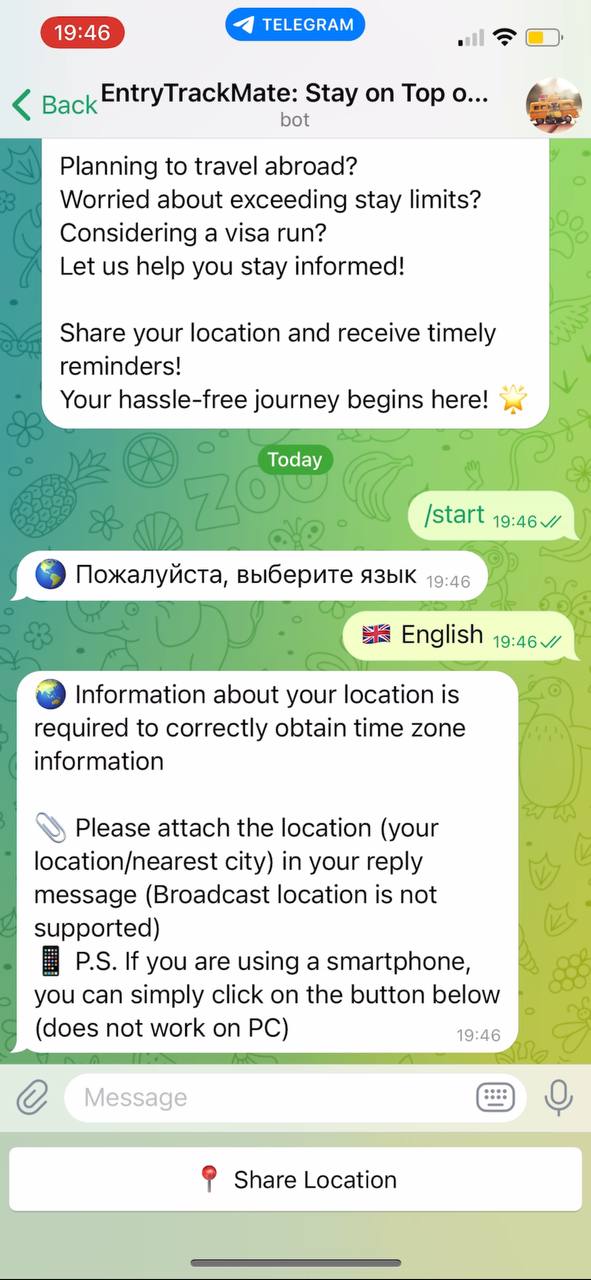 19:46
TELEGRAM
Back
EntryTrackMate: Stay on Top o...
bot
Planning to travel abroad?
Worried about exceeding stay limits?
Considering a visa run?
Let us help you stay informed!
Share your location and receive timely
reminders!
Your hassle-free journey begins here! 🌟
Today
/start 19:46
🌎 Пожалуйста, выберите язык 19:46
🇬🇧 English 19:46
🌏 Information about your location is
required to correctly obtain time zone
information
📎 Please attach the location (your
location/nearest city) in your reply
message (Broadcast location is not
supported)
📱 P.S. If you are using a smartphone,
you can simply click on the button below
(does not work on PC) 19:46
Message
📍 Share Location